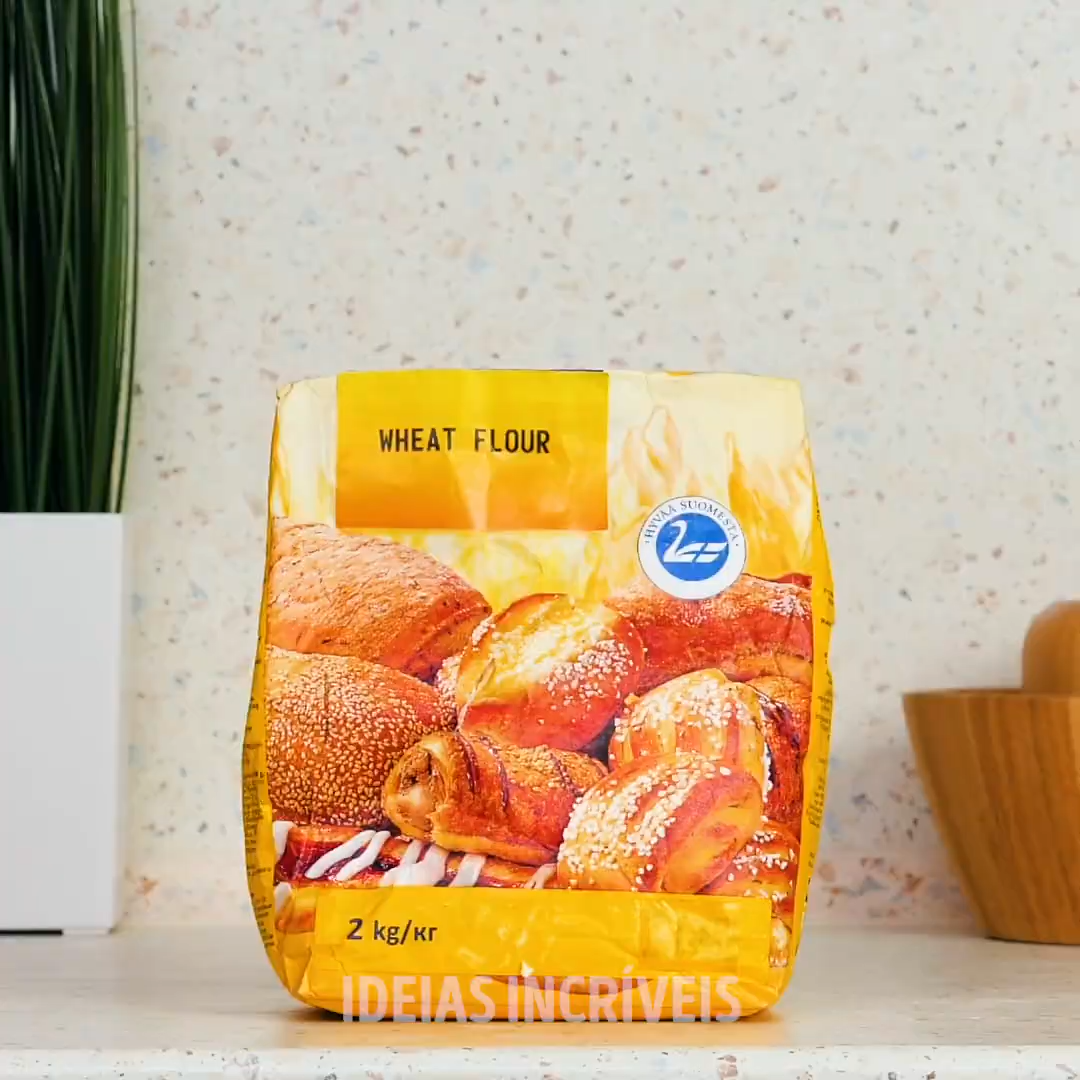 WHEAT FLOUR
HYVÄÄ SUOMESTA
2 kg/кг
IDEIAS INCRÍVEIS